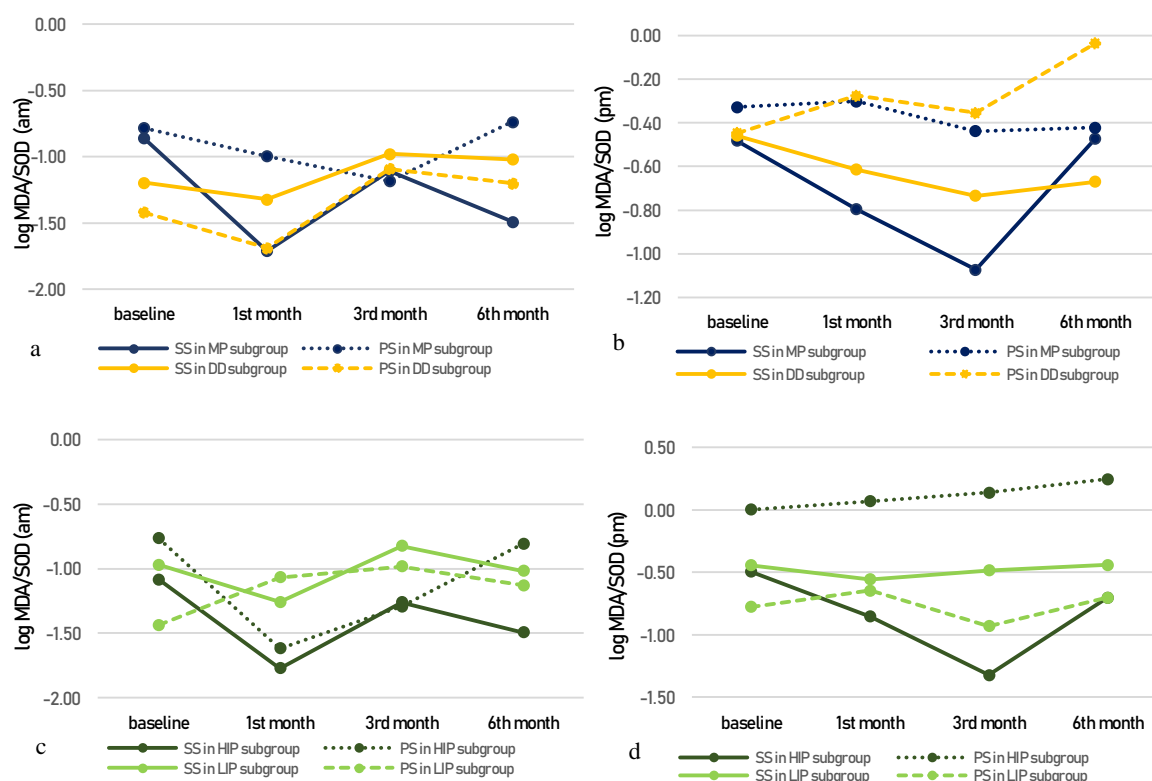 0.00
-0.50
-1.00
-1.50
-2.00
log MDA/SOD (am)
baseline 1st month 3rd month 6th month
a
SS in MP subgroup PS in MP subgroup
SS in DD subgroup PS in DD subgroup
0.00
-0.20
-0.40
-0.60
-0.80
-1.00
-1.20
log MDA/SOD (pm)
baseline 1st month 3rd month 6th month
b
SS in MP subgroup PS in MP subgroup
SS in DD subgroup PS in DD subgroup
0.00
-0.50
-1.00
-1.50
-2.00
log MDA/SOD (am)
baseline 1st month 3rd month 6th month
c
SS in HIP subgroup PS in HIP subgroup
SS in LIP subgroup PS in LIP subgroup
0.50
0.00
-0.50
-1.00
-1.50
log MDA/SOD (pm)
baseline 1st month 3rd month 6th month
d
SS in HIP subgroup PS in HIP subgroup
SS in LIP subgroup PS in LIP subgroup